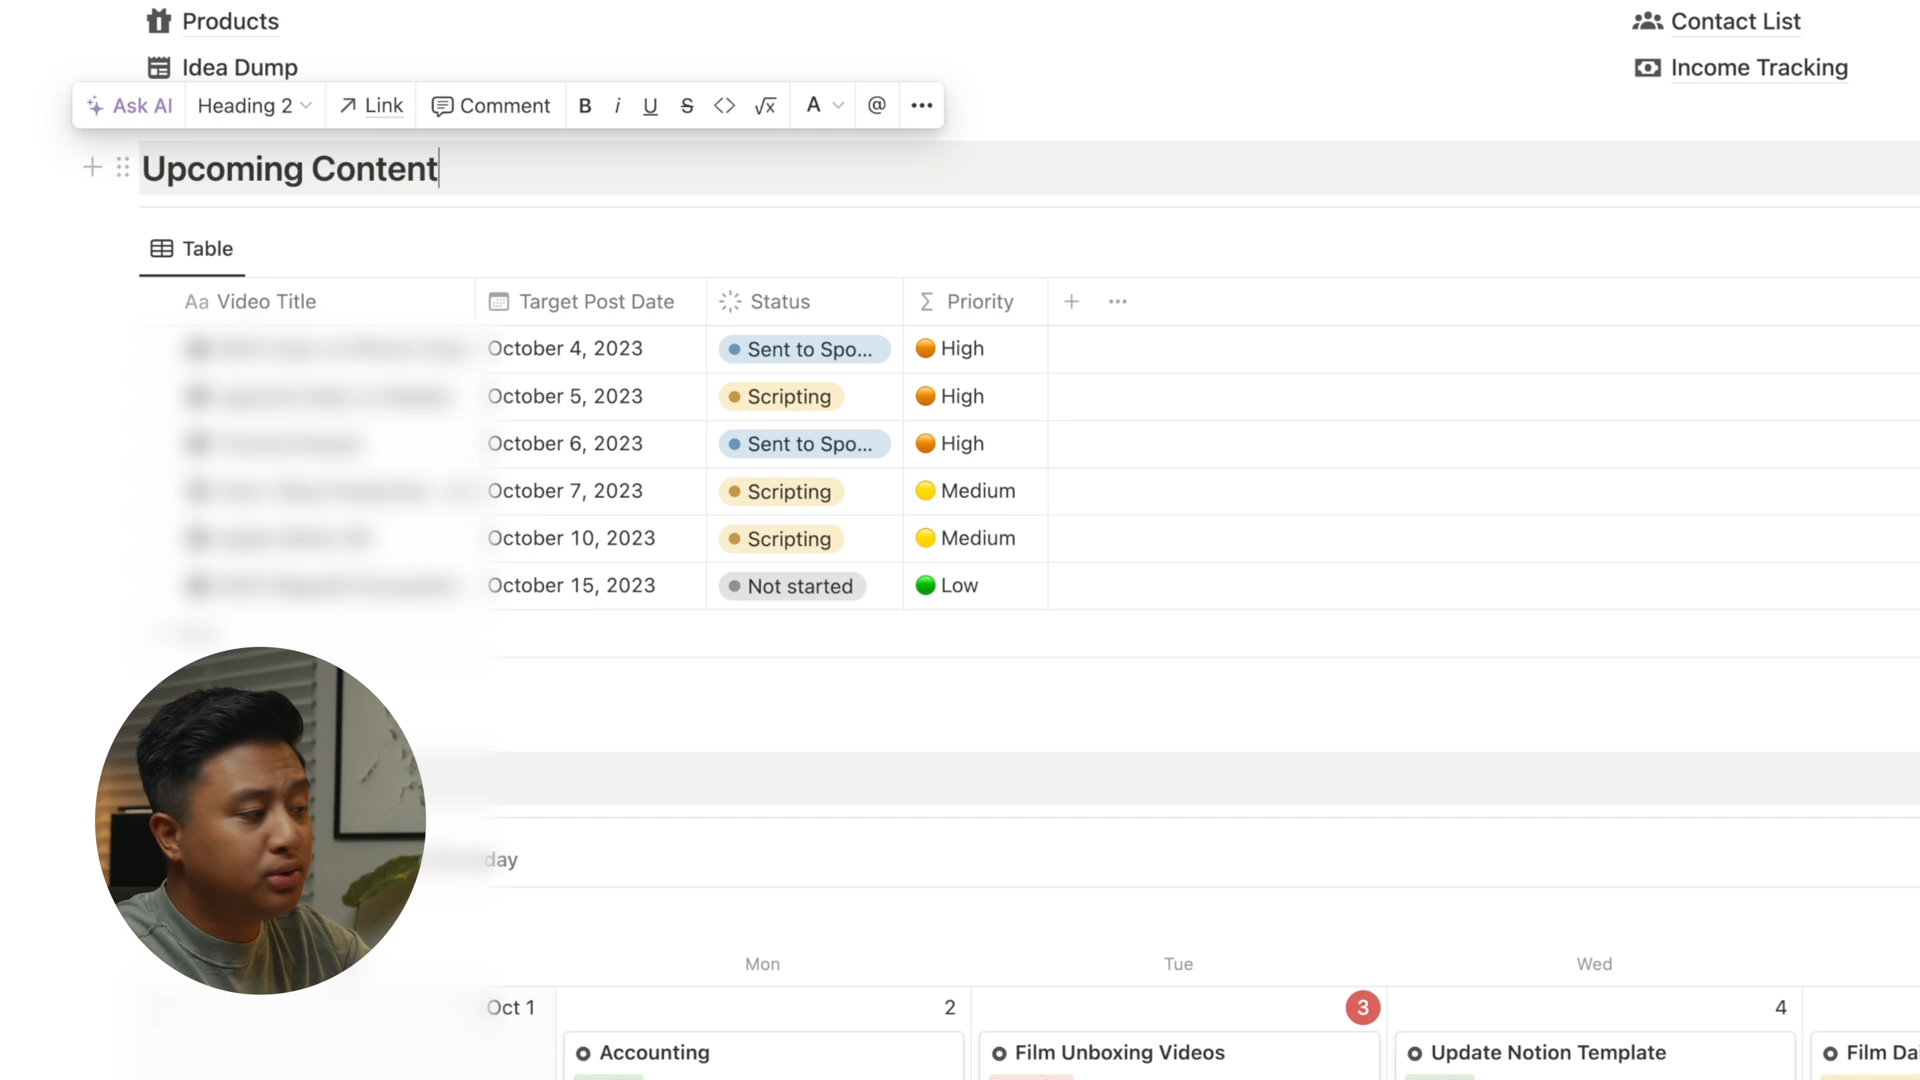 Products
Contact List
Idea Dump
Income Tracking
Ask AI Heading 2 Link Comment B i U S <> √x A @ •••
Upcoming Content
Table
Aa Video Title Target Post Date Status Σ Priority + •••
October 4, 2023 Sent to Spo... High
October 5, 2023 Scripting High
October 6, 2023 Sent to Spo... High
October 7, 2023 Scripting Medium
October 10, 2023 Scripting Medium
October 15, 2023 Not started Low
day
Mon Tue Wed
Oct 1 2 3 4
Accounting Film Unboxing Videos Update Notion Template Film Dai